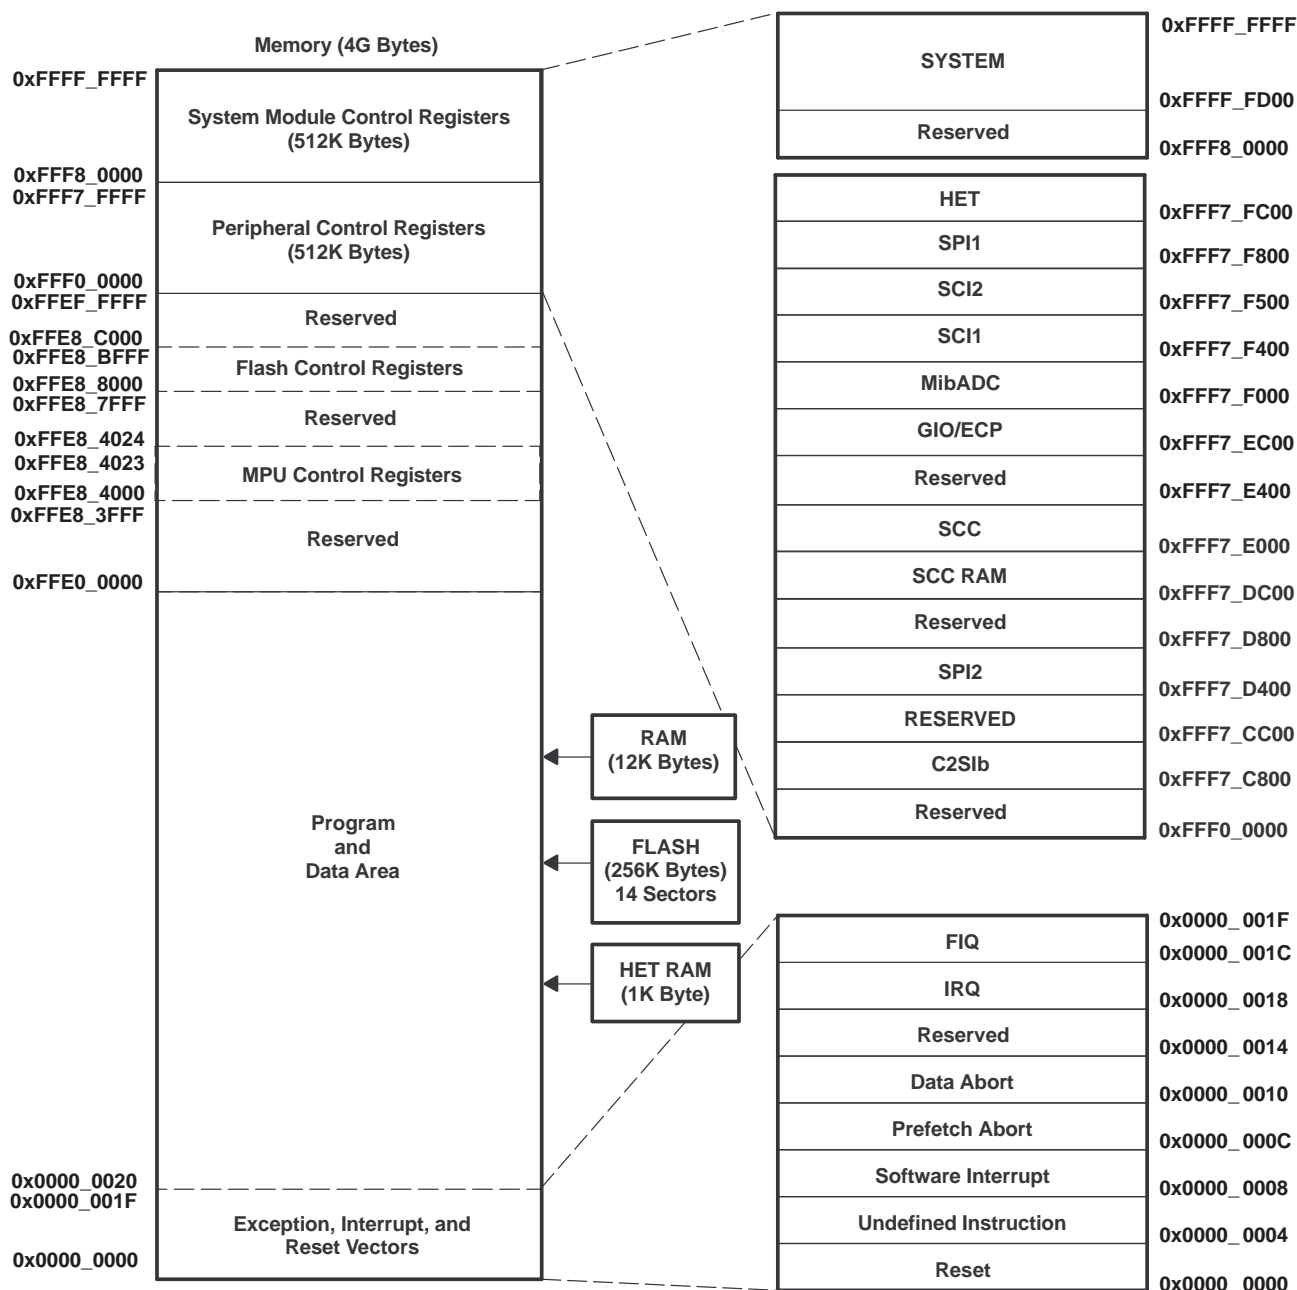 Memory (4G Bytes)
0xFFFF_FFFF
System Module Control Registers
(512K Bytes)
0xFFF8_0000
0xFFF7_FFFF
Peripheral Control Registers
(512K Bytes)
0xFFF0_0000
0xFFEF_FFFF
Reserved
0xFFE8_C000
0xFFE8_BFFF
Flash Control Registers
0xFFE8_8000
0xFFE8_7FFF
Reserved
0xFFE8_4024
0xFFE8_4023
MPU Control Registers
0xFFE8_4000
0xFFE8_3FFF
Reserved
0xFFE0_0000
Program
and
Data Area
0x0000_0020
0x0000_001F
Exception, Interrupt, and
Reset Vectors
0x0000_0000
RAM
(12K Bytes)
FLASH
(256K Bytes)
14 Sectors
HET RAM
(1K Byte)
0xFFFF_FFFF
SYSTEM
0xFFFF_FD00
Reserved
0xFFF8_0000
HET
0xFFF7_FC00
SPI1
0xFFF7_F800
SCI2
0xFFF7_F500
SCI1
0xFFF7_F400
MibADC
0xFFF7_F000
GIO/ECP
0xFFF7_EC00
Reserved
0xFFF7_E400
SCC
0xFFF7_E000
SCC RAM
0xFFF7_DC00
Reserved
0xFFF7_D800
SPI2
0xFFF7_D400
RESERVED
0xFFF7_CC00
C2SIb
0xFFF7_C800
Reserved
0xFFF0_0000
0x0000_001F
FIQ
0x0000_001C
IRQ
0x0000_0018
Reserved
0x0000_0014
Data Abort
0x0000_0010
Prefetch Abort
0x0000_000C
Software Interrupt
0x0000_0008
Undefined Instruction
0x0000_0004
Reset
0x0000_0000